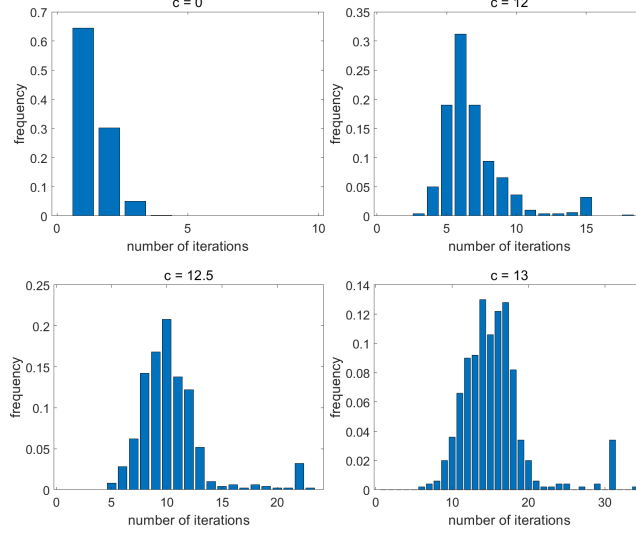 c = 0
0.7
0.6
0.5
0.4
0.3
0.2
0.1
0
frequency
0 5 10
number of iterations
c = 12
0.35
0.3
0.25
0.2
0.15
0.1
0.05
0
frequency
0 5 10 15
number of iterations
c = 12.5
0.25
0.2
0.15
0.1
0.05
0
frequency
0 10 20
number of iterations
c = 13
0.14
0.12
0.1
0.08
0.06
0.04
0.02
0
frequency
0 10 20 30
number of iterations